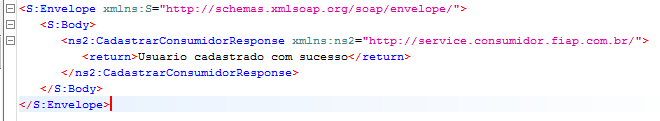 <S:Envelope xmlns:S="http://schemas.xmlsoap.org/soap/envelope/">
<S:Body>
<ns2:CadastrarConsumidorResponse xmlns:ns2="http://service.consumidor.fiap.com.br/">
<return>Usuario cadastrado com sucesso</return>
</ns2:CadastrarConsumidorResponse>
</S:Body>
</S:Envelope>